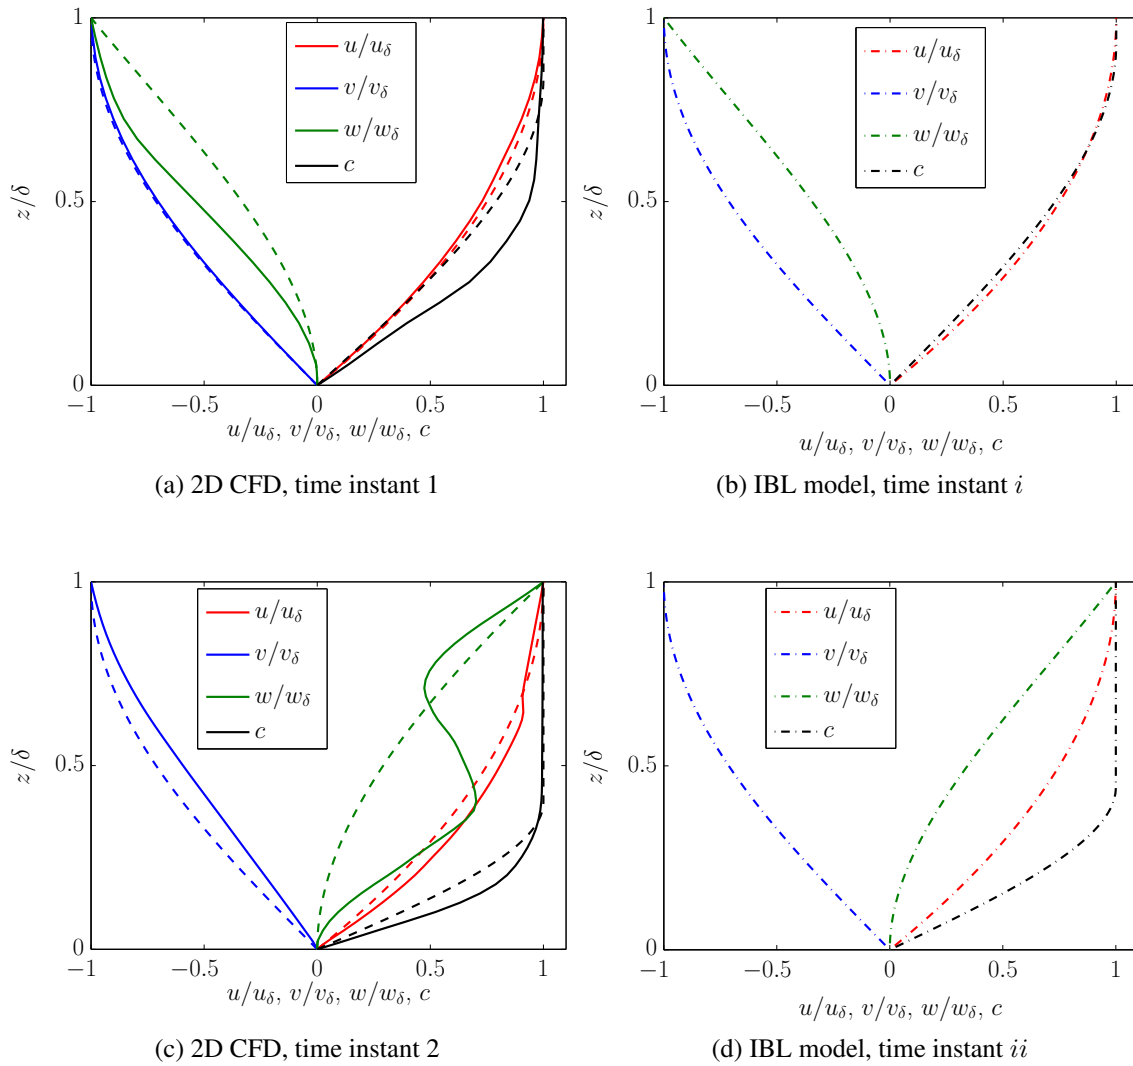 1
0.5
0
z/δ
u/u_δ
v/v_δ
w/w_δ
c
−1
−0.5
0
0.5
1
u/u_δ, v/v_δ, w/w_δ, c
(a) 2D CFD, time instant 1
1
0.5
0
z/δ
u/u_δ
v/v_δ
w/w_δ
c
−1
−0.5
0
0.5
1
u/u_δ, v/v_δ, w/w_δ, c
(b) IBL model, time instant i
1
0.5
0
z/δ
u/u_δ
v/v_δ
w/w_δ
c
−1
−0.5
0
0.5
1
u/u_δ, v/v_δ, w/w_δ, c
(c) 2D CFD, time instant 2
1
0.5
0
z/δ
u/u_δ
v/v_δ
w/w_δ
c
−1
−0.5
0
0.5
1
u/u_δ, v/v_δ, w/w_δ, c
(d) IBL model, time instant ii